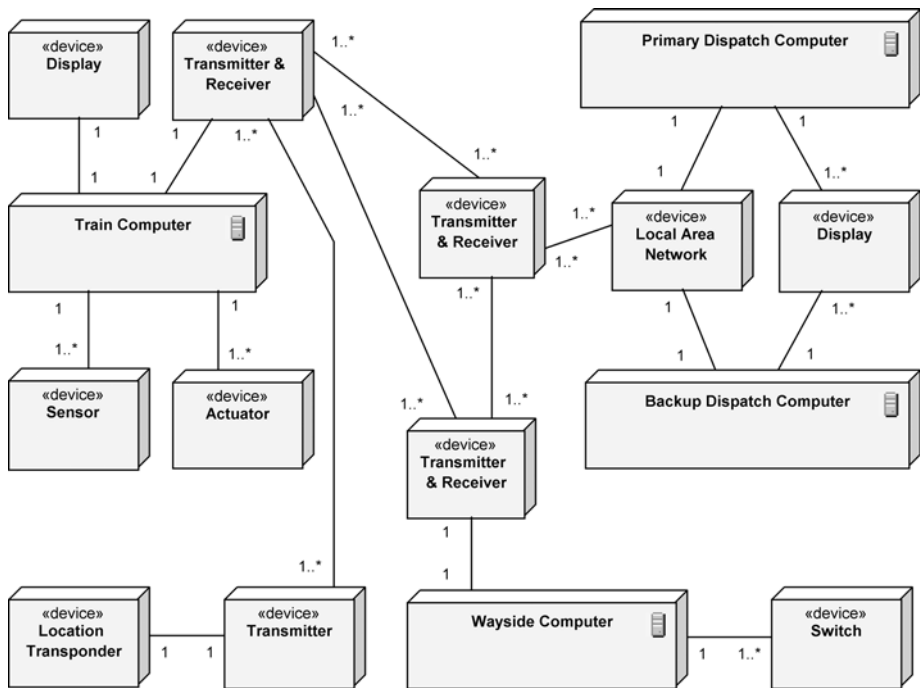 «device»
Display
«device»
Transmitter &
Receiver
1..*
Primary Dispatch Computer
1
1
1..*
1..*
1
1
1
1
1..*
1
1..*
Train Computer
«device»
Transmitter
& Receiver
1..*
1..*
«device»
Local Area
Network
«device»
Display
1
1
1..*
1
1..*
1..*
1..*
1
1
«device»
Sensor
«device»
Actuator
1..*
1..*
Backup Dispatch Computer
«device»
Transmitter
& Receiver
1
1..*
1
«device»
Location
Transponder
1
1
«device»
Transmitter
Wayside Computer
1
1..*
«device»
Switch